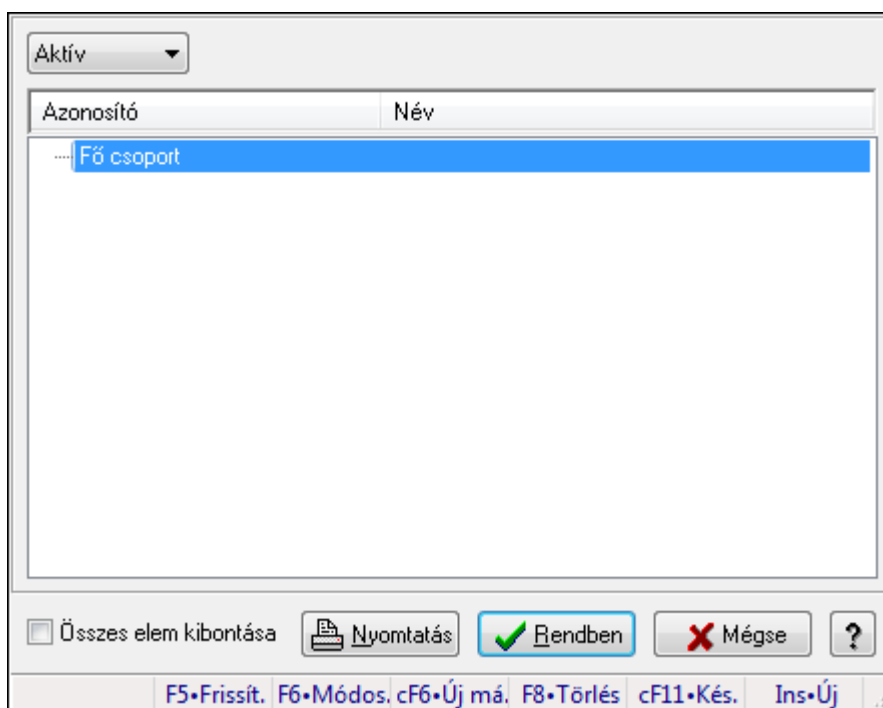 Aktív
Azonosító Név
Fő csoport
Összes elem kibontása Nyomtatás Rendben Mégse ?
F5•Frissít. F6•Módos. cF6•Új má. F8•Törlés cF11•Kés. Ins•Új